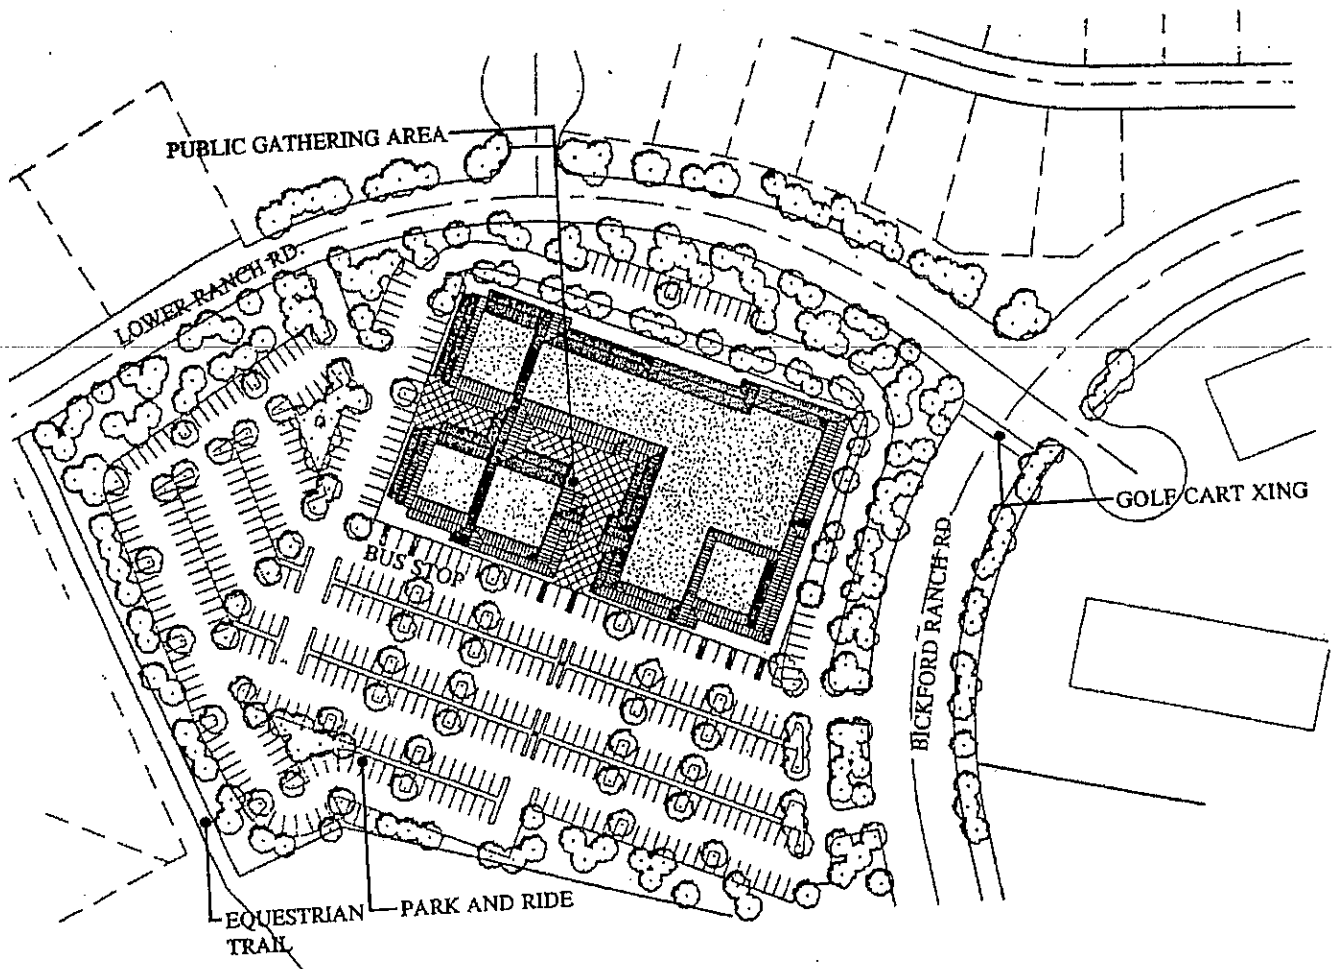 PUBLIC GATHERING AREA
LOWER RANCH RD.
GOLF CART XING
BUS STOP
BICKFORD RANCH RD
PARK AND RIDE
EQUESTRIAN
TRAIL